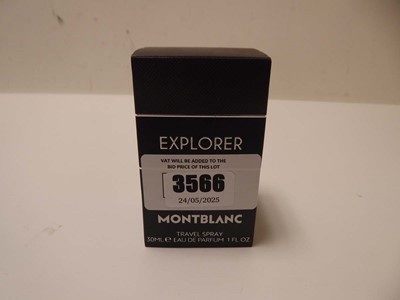 EXPLORER
VAT WILL BE ADDED TO THE
BID PRICE OF THIS LOT
3566
24/05/2025
MONTBLANC
TRAVEL SPRAY
30ML ℮ EAU DE PARFUM 1 FL.OZ.